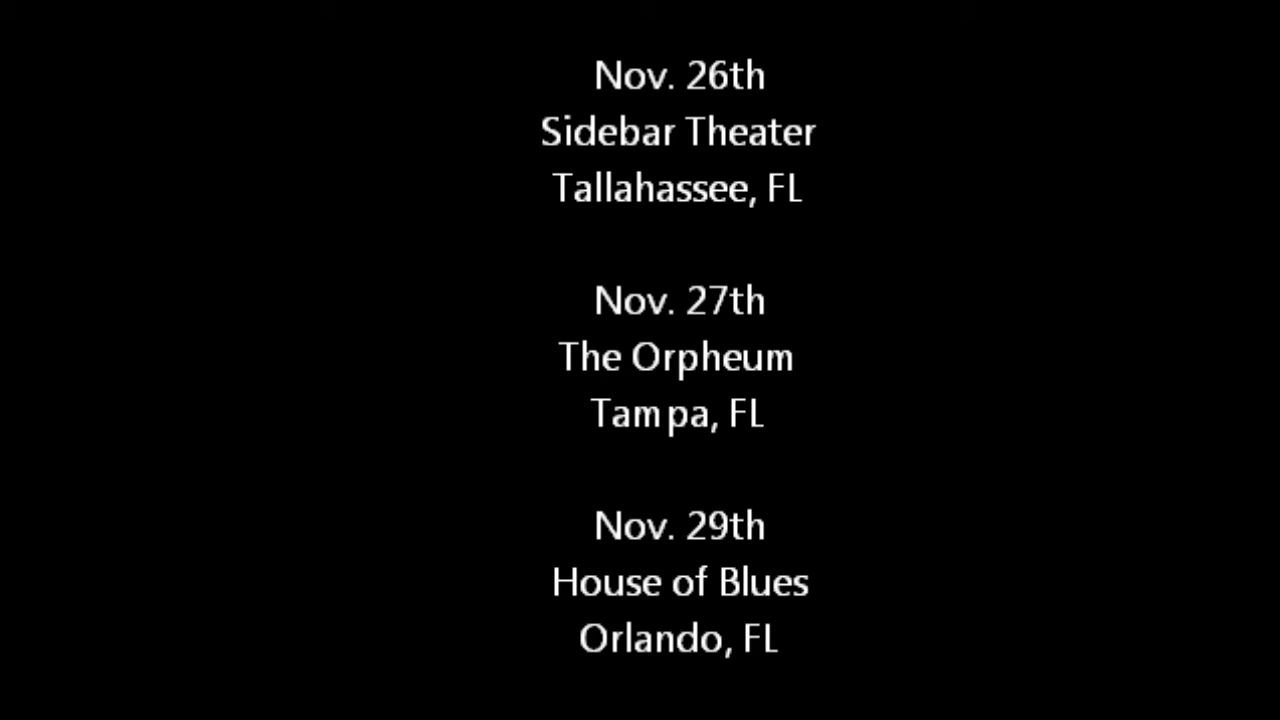 Nov. 26th
Sidebar Theater
Tallahassee, FL
Nov. 27th
The Orpheum
Tampa, FL
Nov. 29th
House of Blues
Orlando, FL